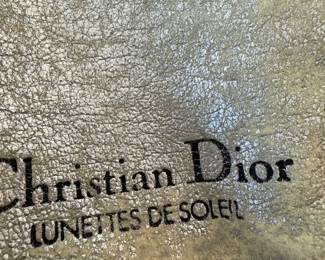 Christian Dior
LUNETTES DE SOLEIL